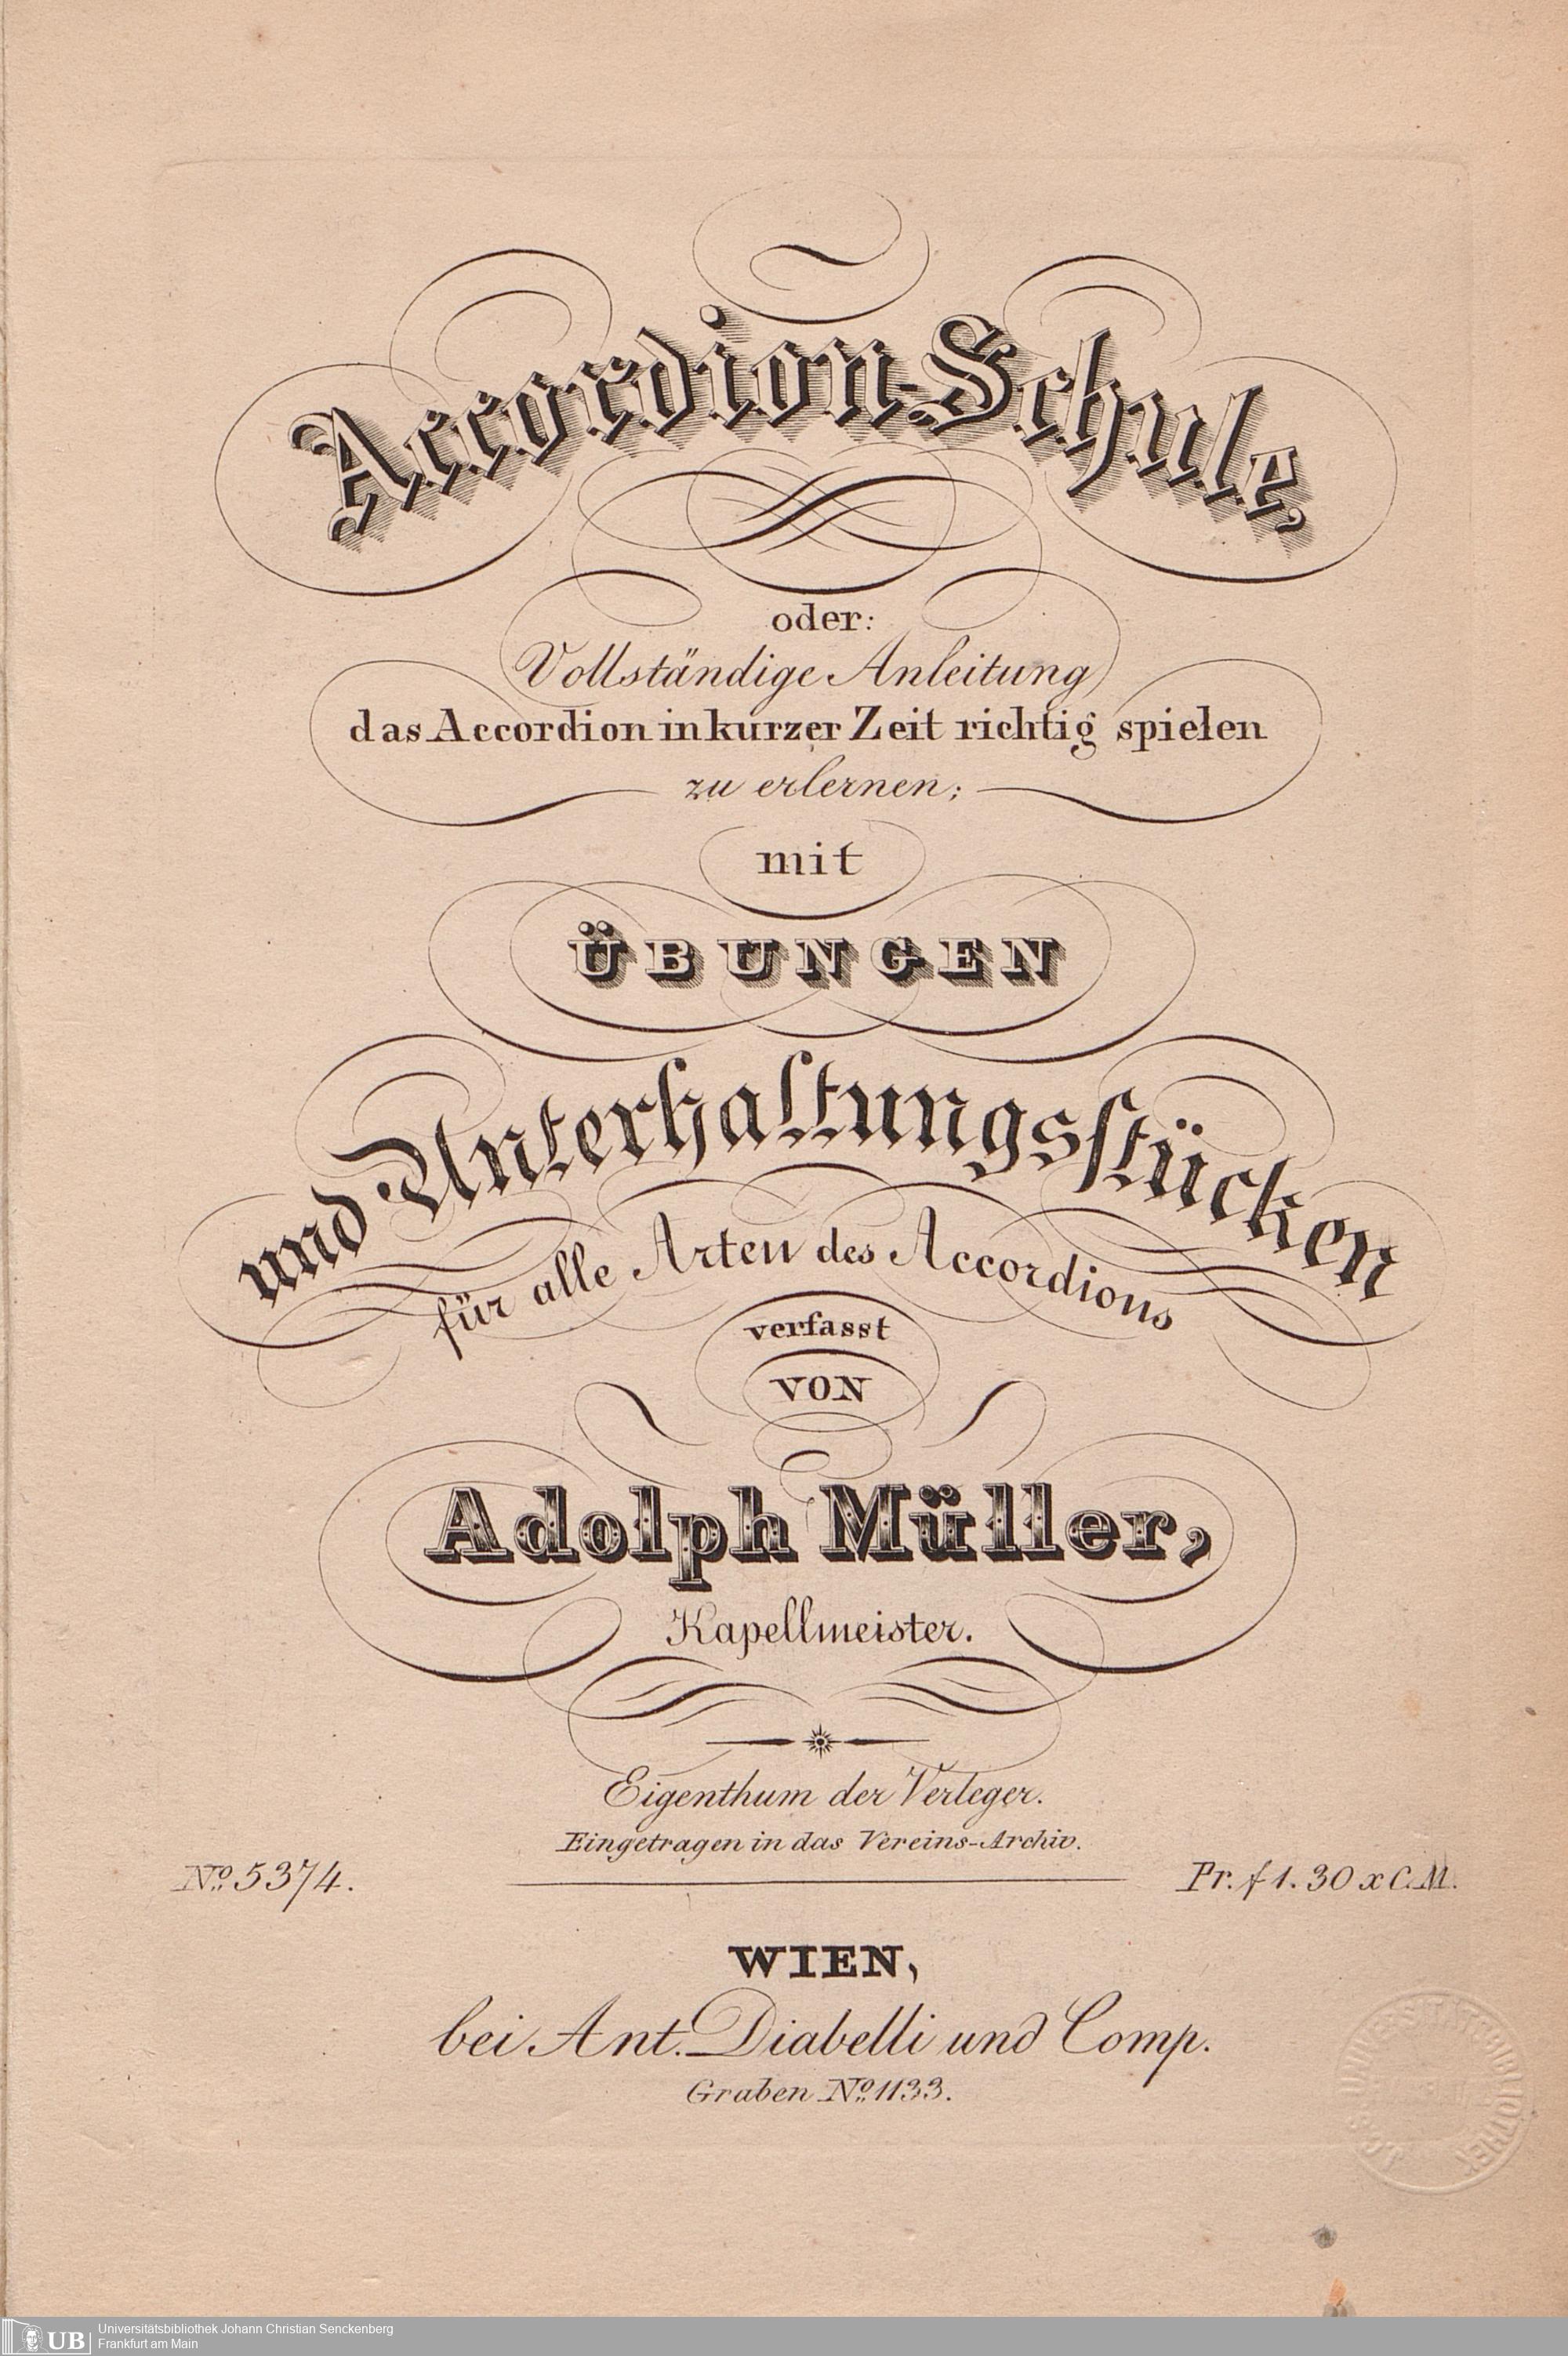 Accordion-Schule,
oder:
Vollständige Anleitung
das Accordion in kurzer Zeit richtig spielen
zu erlernen;
mit
ÜBUNGEN
und Unterhaltungsstücken
für alle Arten des Accordions
verfasst
VON
Adolph Müller,
Kapellmeister.
Eigenthum der Verleger.
Eingetragen in das Vereins-Archiv.
No. 5374.
Pr. f 1. 30 x C.M.
WIEN,
bei Ant. Diabelli und Comp.
Graben No. 1133.
UNIVERSITÄTSBIBLIOTHEK
UB
Universitätsbibliothek Johann Christian Senckenberg
Frankfurt am Main